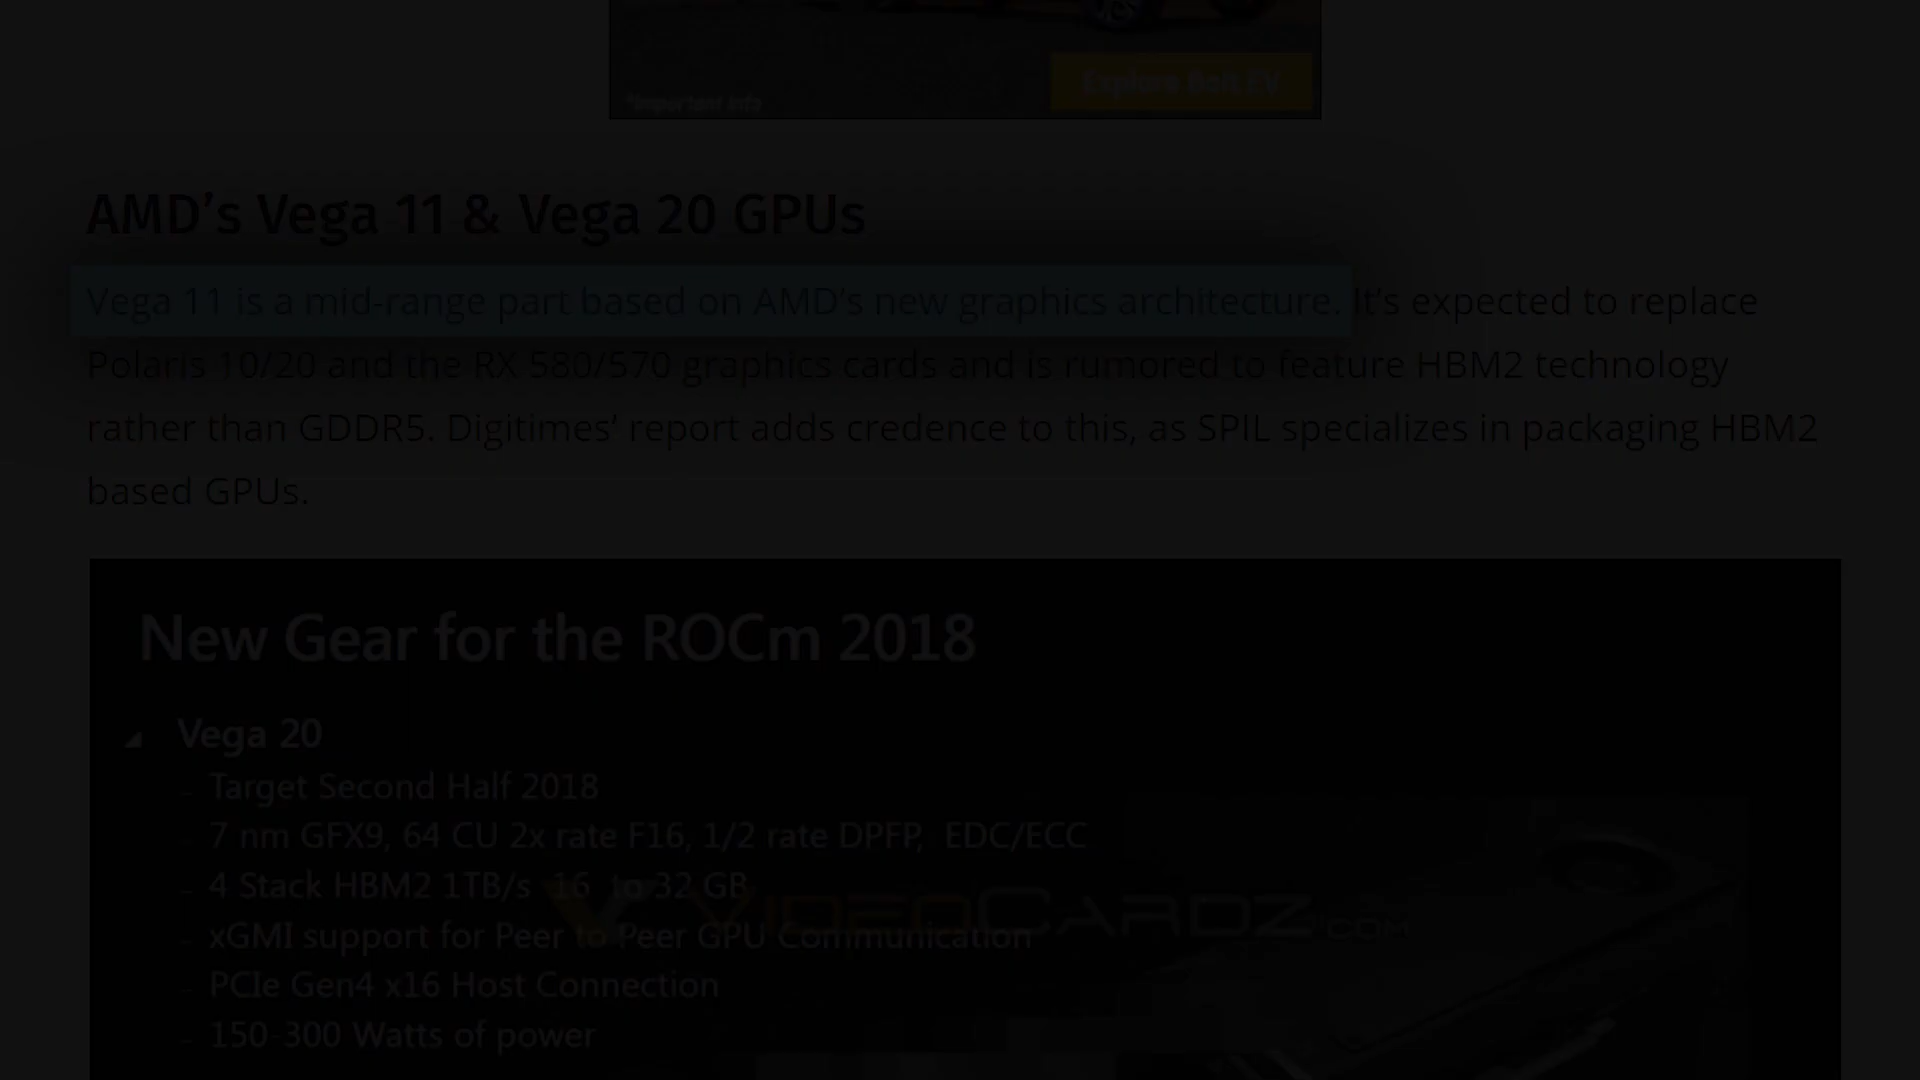 *Important info
Explore Bolt EV
AMD’s Vega 11 & Vega 20 GPUs
Vega 11 is a mid-range part based on AMD’s new graphics architecture. It’s expected to replace
Polaris 10/20 and the RX 580/570 graphics cards and is rumored to feature HBM2 technology
rather than GDDR5. Digitimes’ report adds credence to this, as SPIL specializes in packaging HBM2
based GPUs.
New Gear for the ROCm 2018
Vega 20
- Target Second Half 2018
- 7 nm GFX9, 64 CU 2x rate F16, 1/2 rate DPFP, EDC/ECC
- 4 Stack HBM2 1TB/s 16 to 32 GB
VIDEOCARDZ.COM
- xGMI support for Peer to Peer GPU Communication
- PCIe Gen4 x16 Host Connection
- 150-300 Watts of power